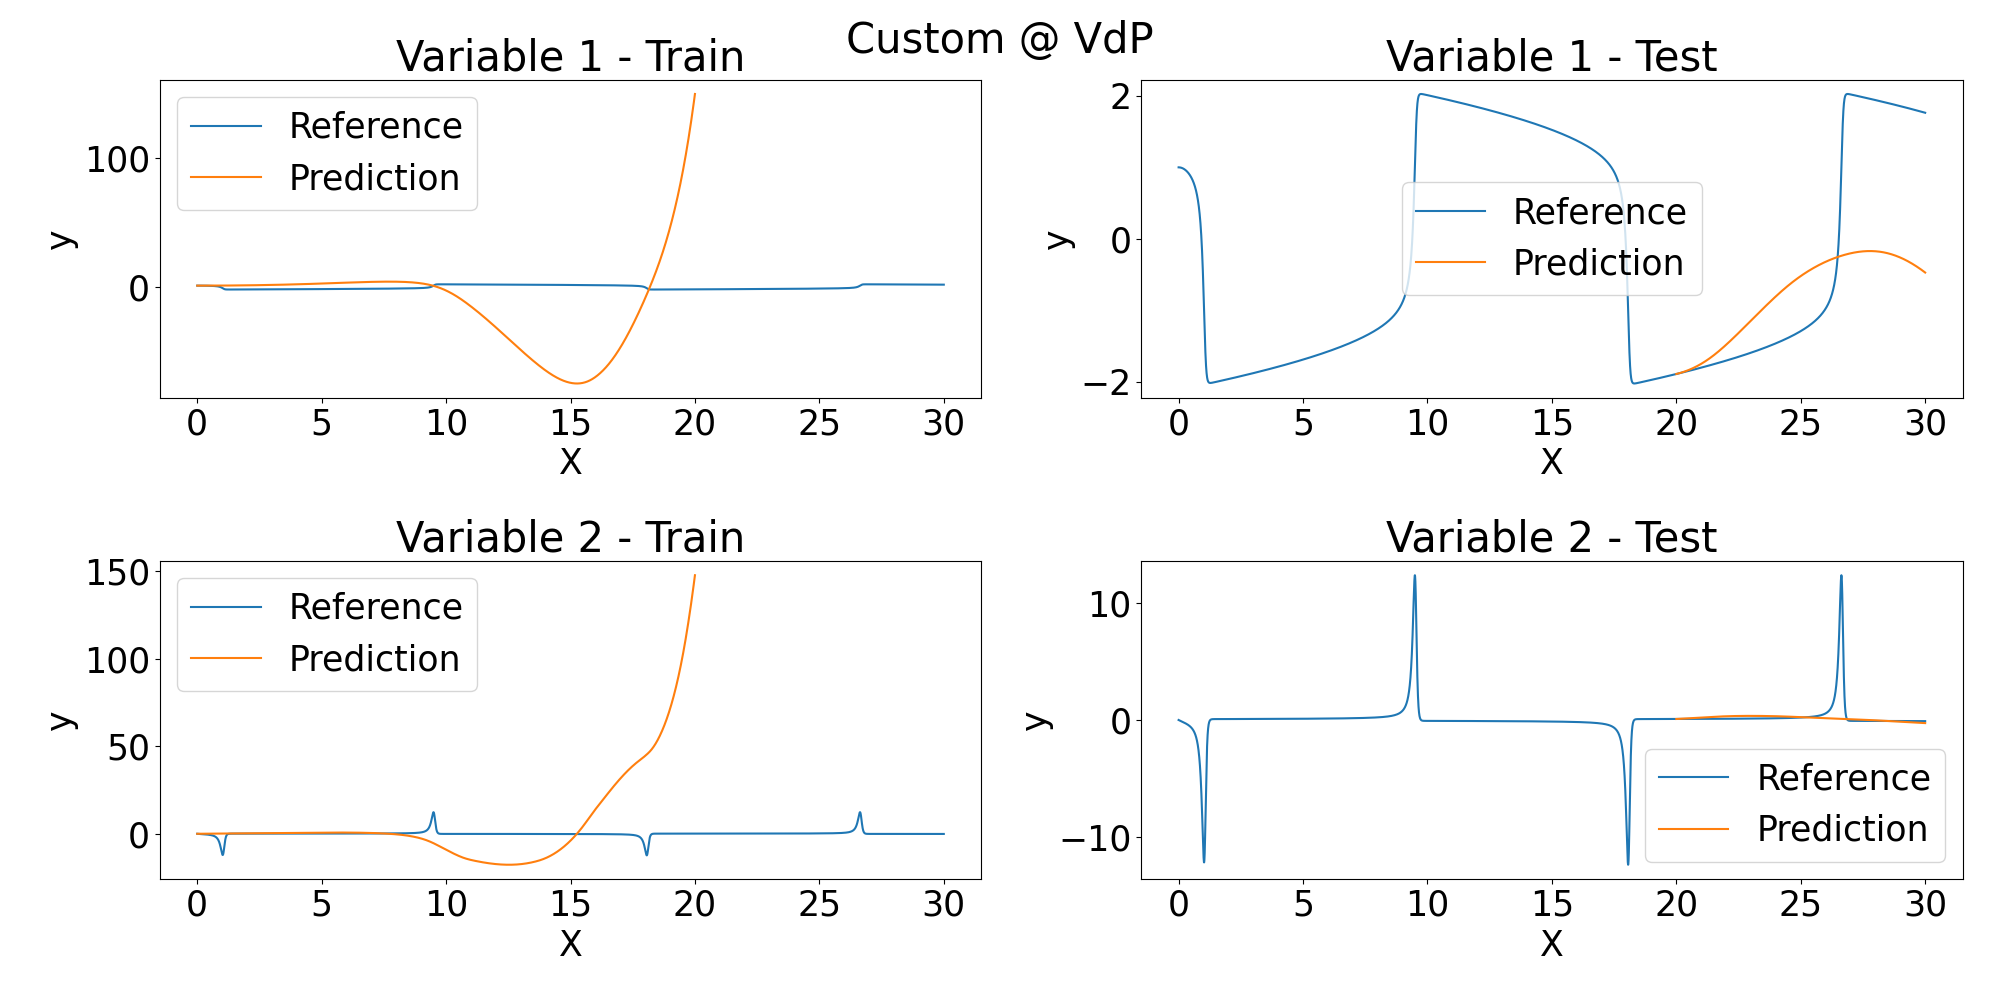 Custom @ VdP
Variable 1 - Train
Reference
Prediction
100
0
y
0 5 10 15 20 25 30
X
Variable 1 - Test
Reference
Prediction
2
0
−2
y
0 5 10 15 20 25 30
X
Variable 2 - Train
Reference
Prediction
150
100
50
0
y
0 5 10 15 20 25 30
X
Variable 2 - Test
Reference
Prediction
10
0
−10
y
0 5 10 15 20 25 30
X